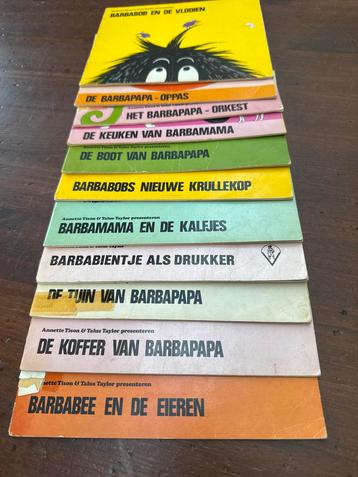 BARBABOB EN DE VLOOIEN
DE BARBAPAPA-OPPAS
HET BARBAPAPA-ORKEST
DE KEUKEN VAN BARBAMAMA
DE BOOT VAN BARBAPAPA
BARBABOBS NIEUWE KRULLEKOP
Annette Tison & Talus Taylor presenteren
BARBAMAMA EN DE KALFJES
BARBABIENTJE ALS DRUKKER
DE TUIN VAN BARBAPAPA
Annette Tison & Talus Taylor presenteren
DE KOFFER VAN BARBAPAPA
nnette Tison & Talus Taylor presenteren
BARBABEE EN DE EIEREN